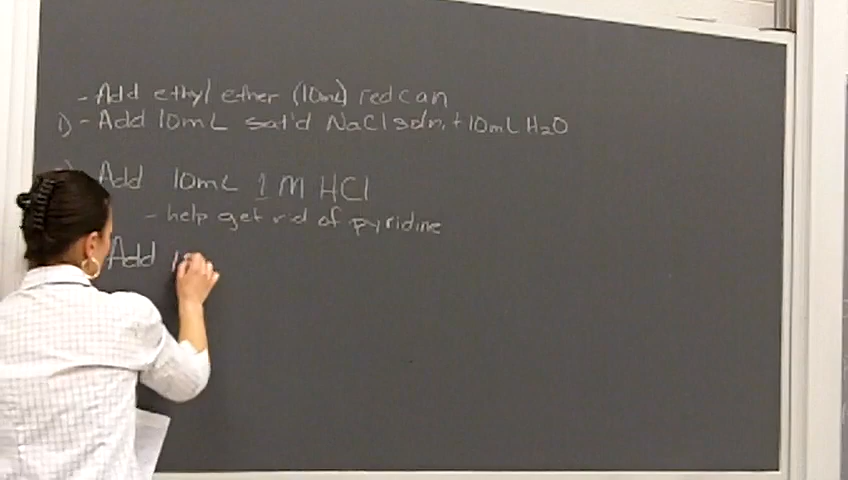 - Add ethyl ether (10mL) red can
1) - Add 10mL sat'd NaCl soln. + 10mL H2O
Add 10mL 1M HCl
- help get rid of pyridine
Add 1